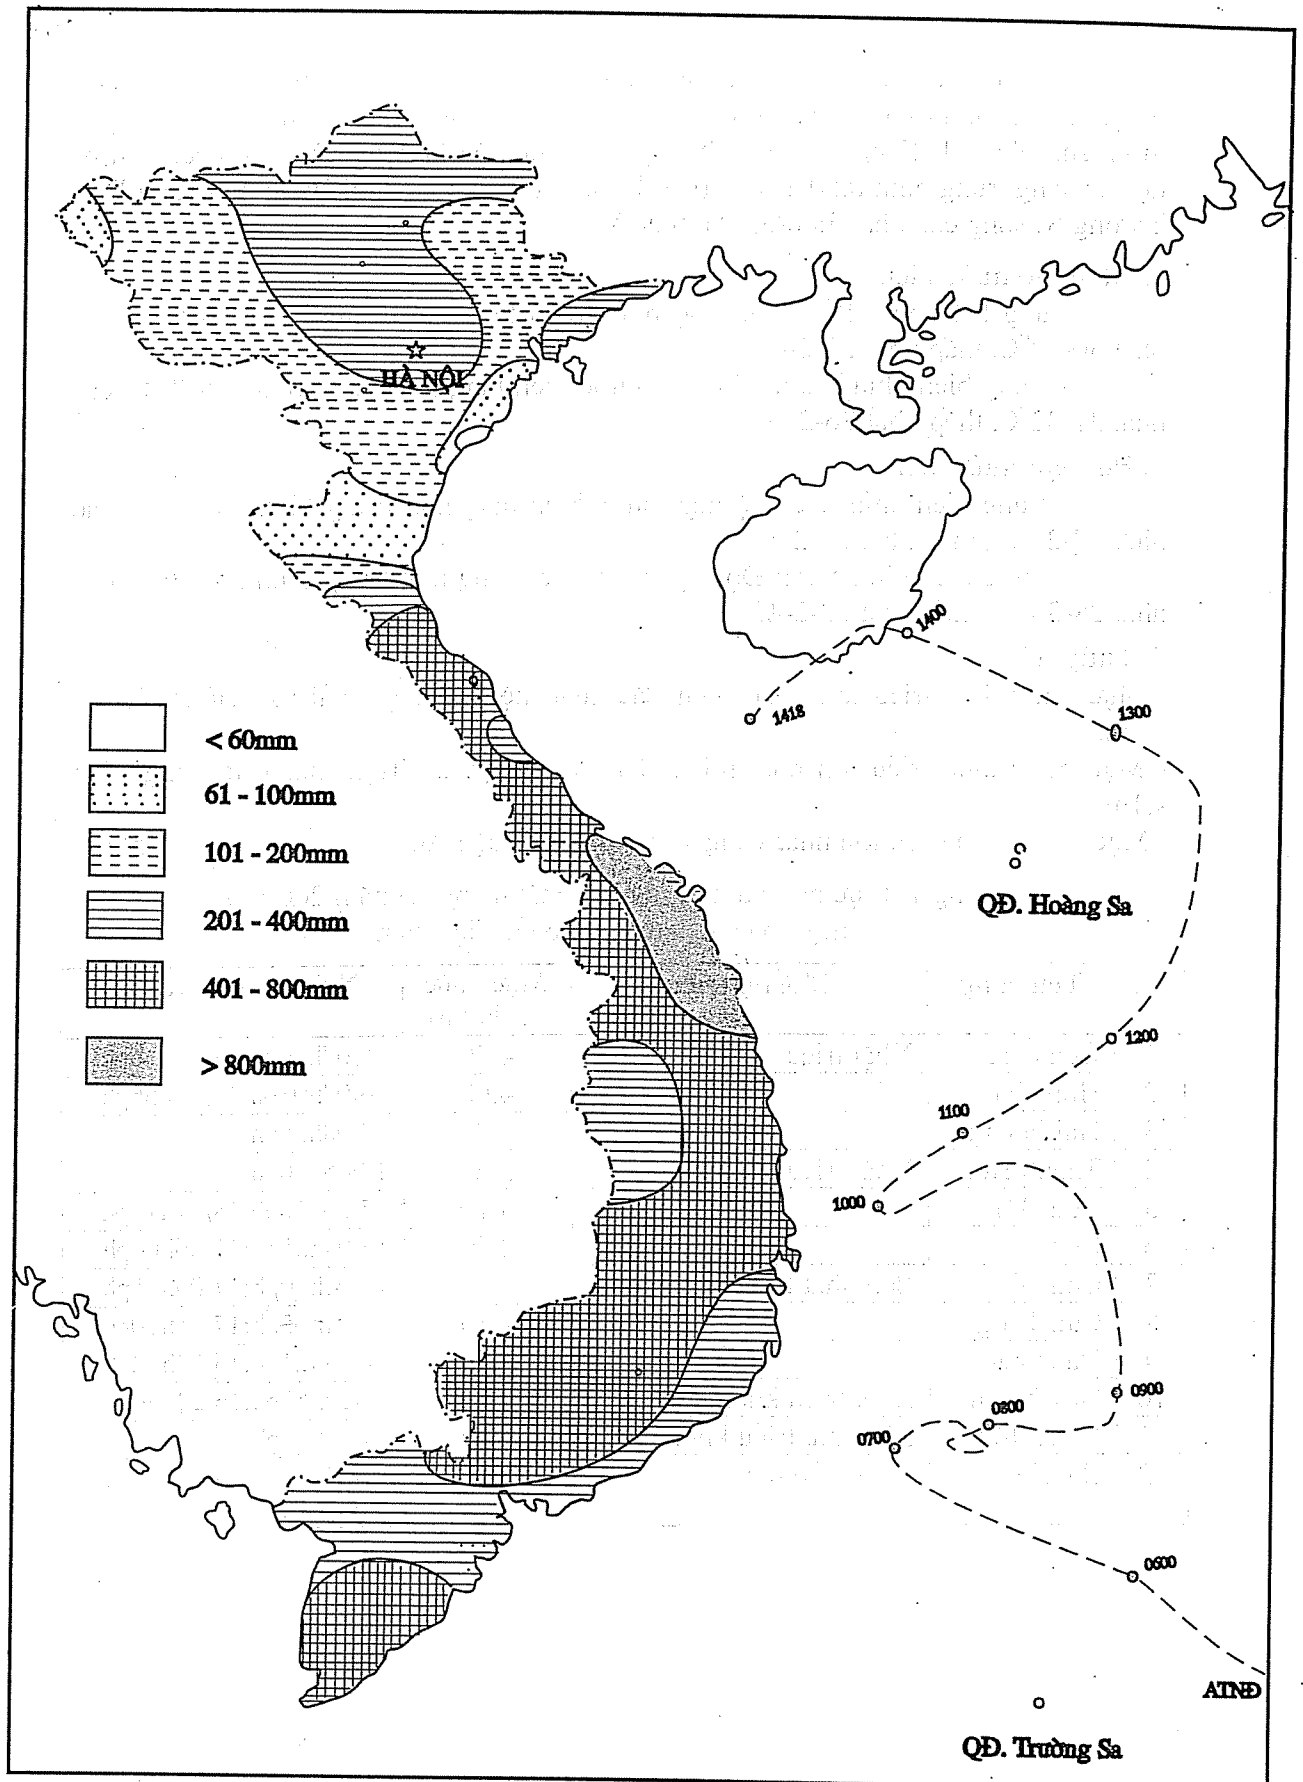 HÀ NỘI
1400
1418
1300
< 60mm
61 - 100mm
101 - 200mm
201 - 400mm
401 - 800mm
> 800mm
QĐ. Hoàng Sa
1200
1100
1000
0900
0800
0700
0600
ATNĐ
QĐ. Trường Sa